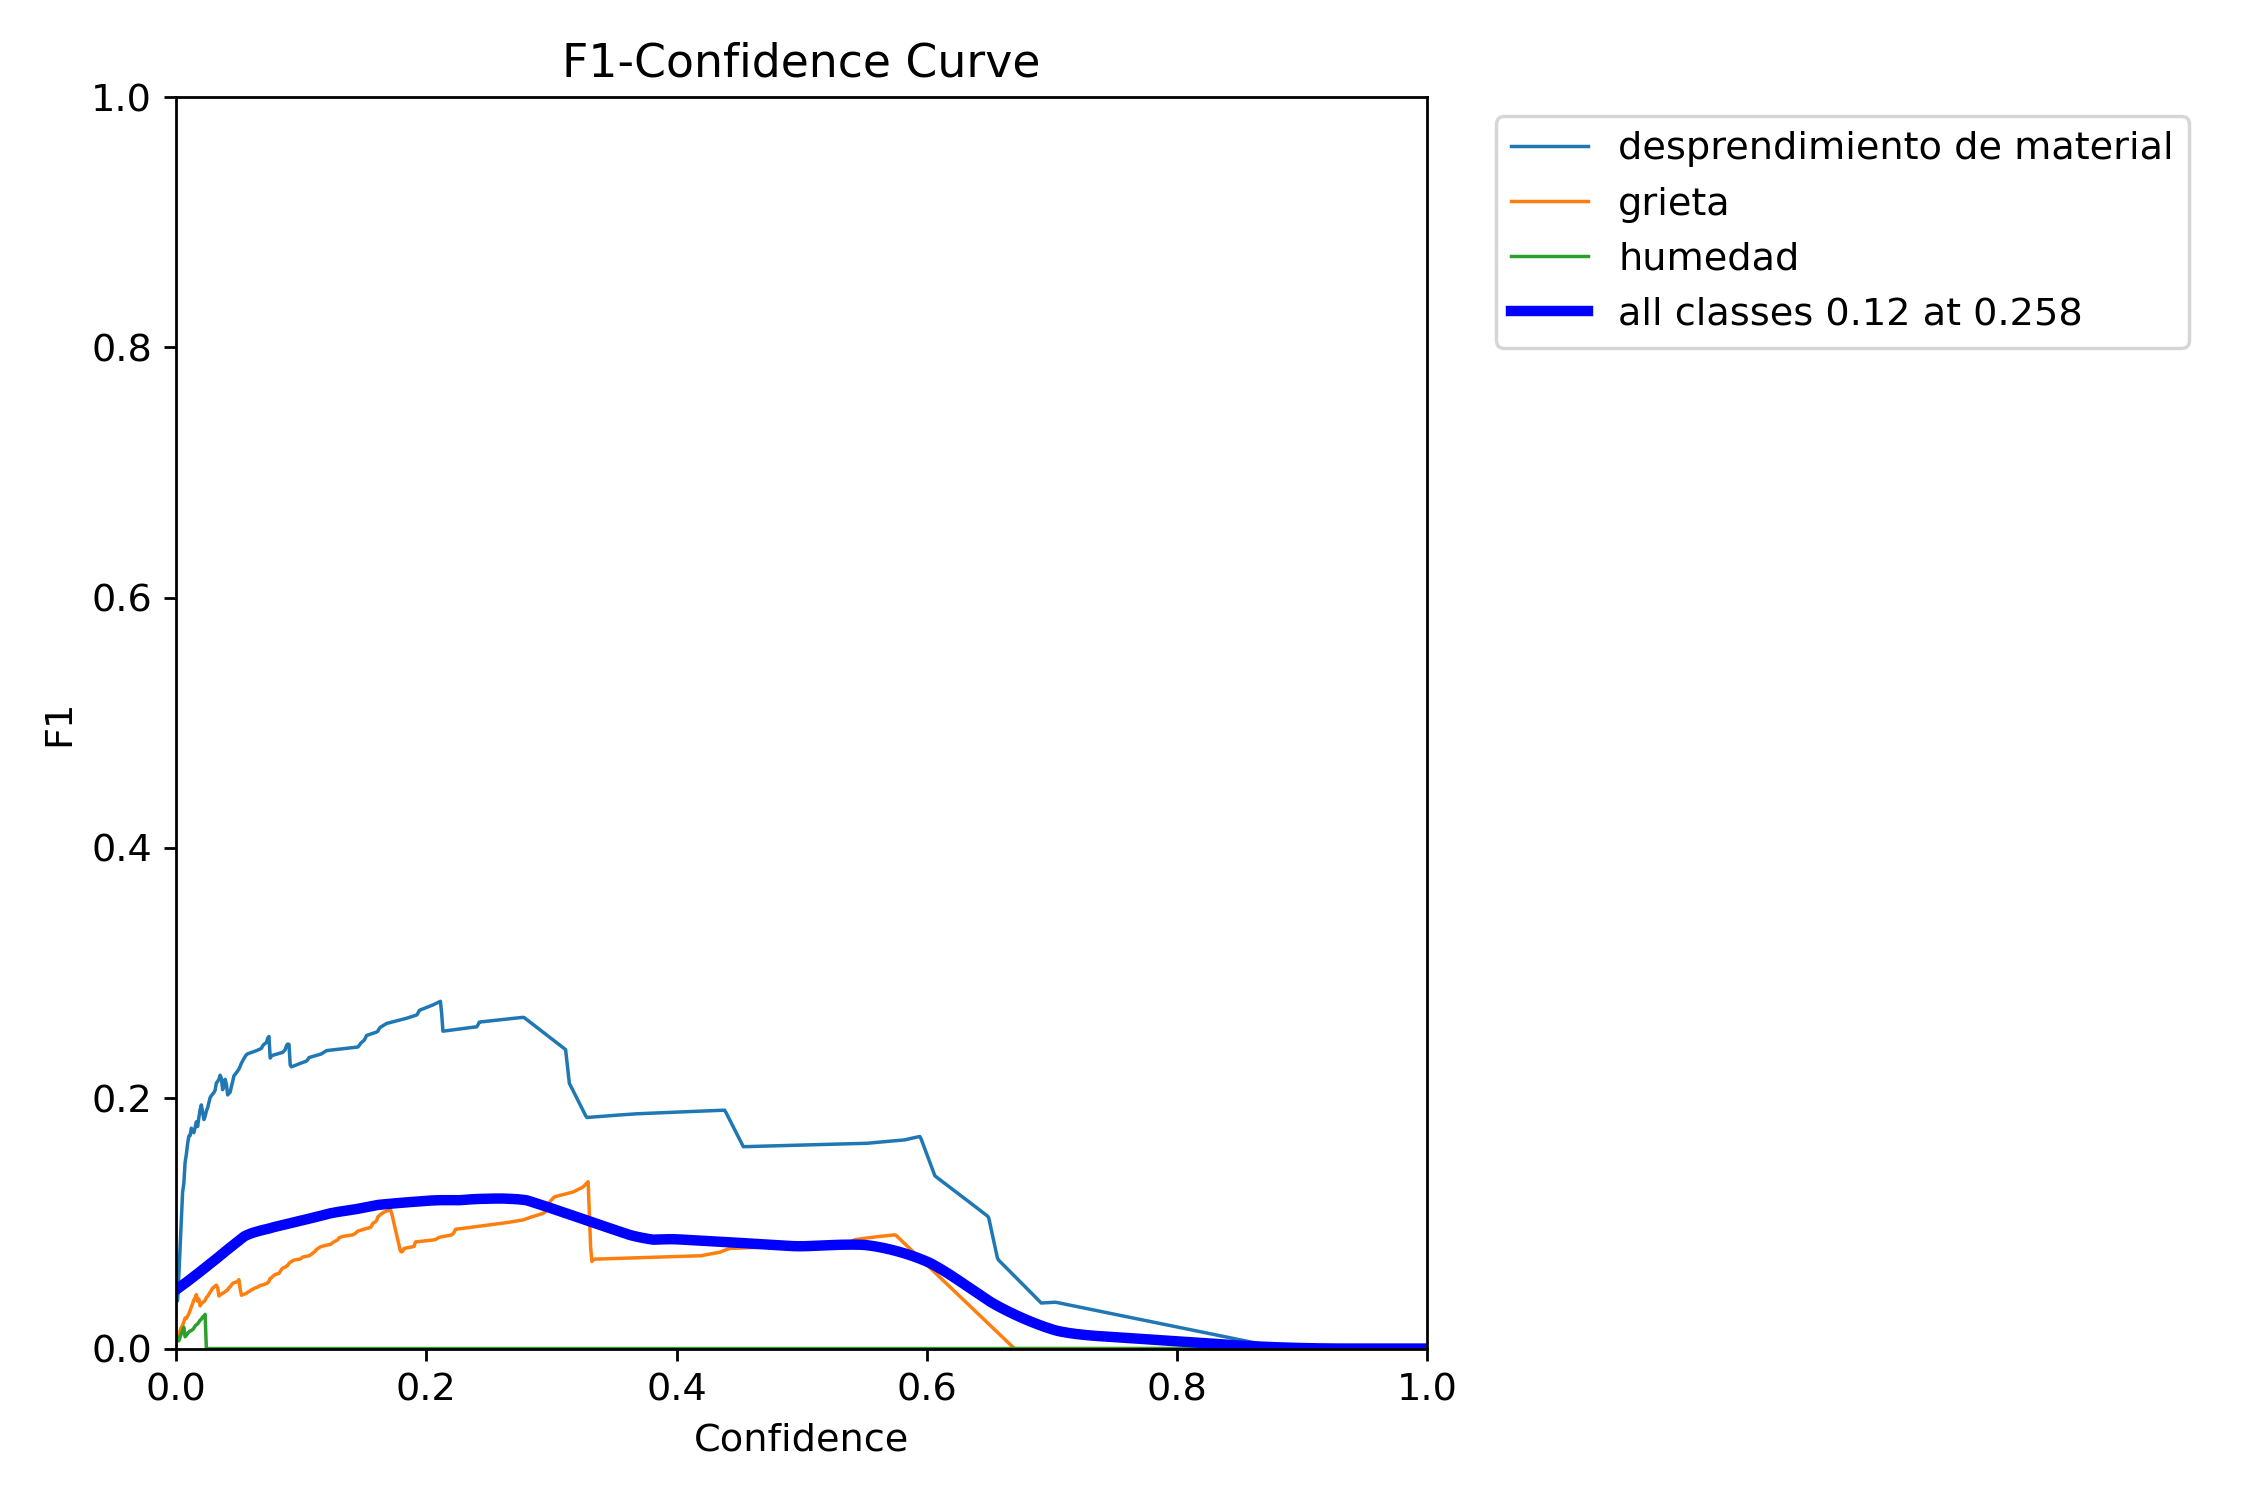 F1-Confidence Curve
1.0
0.8
0.6
0.4
0.2
0.0
F1
0.0 0.2 0.4 0.6 0.8 1.0
Confidence
desprendimiento de material
grieta
humedad
all classes 0.12 at 0.258